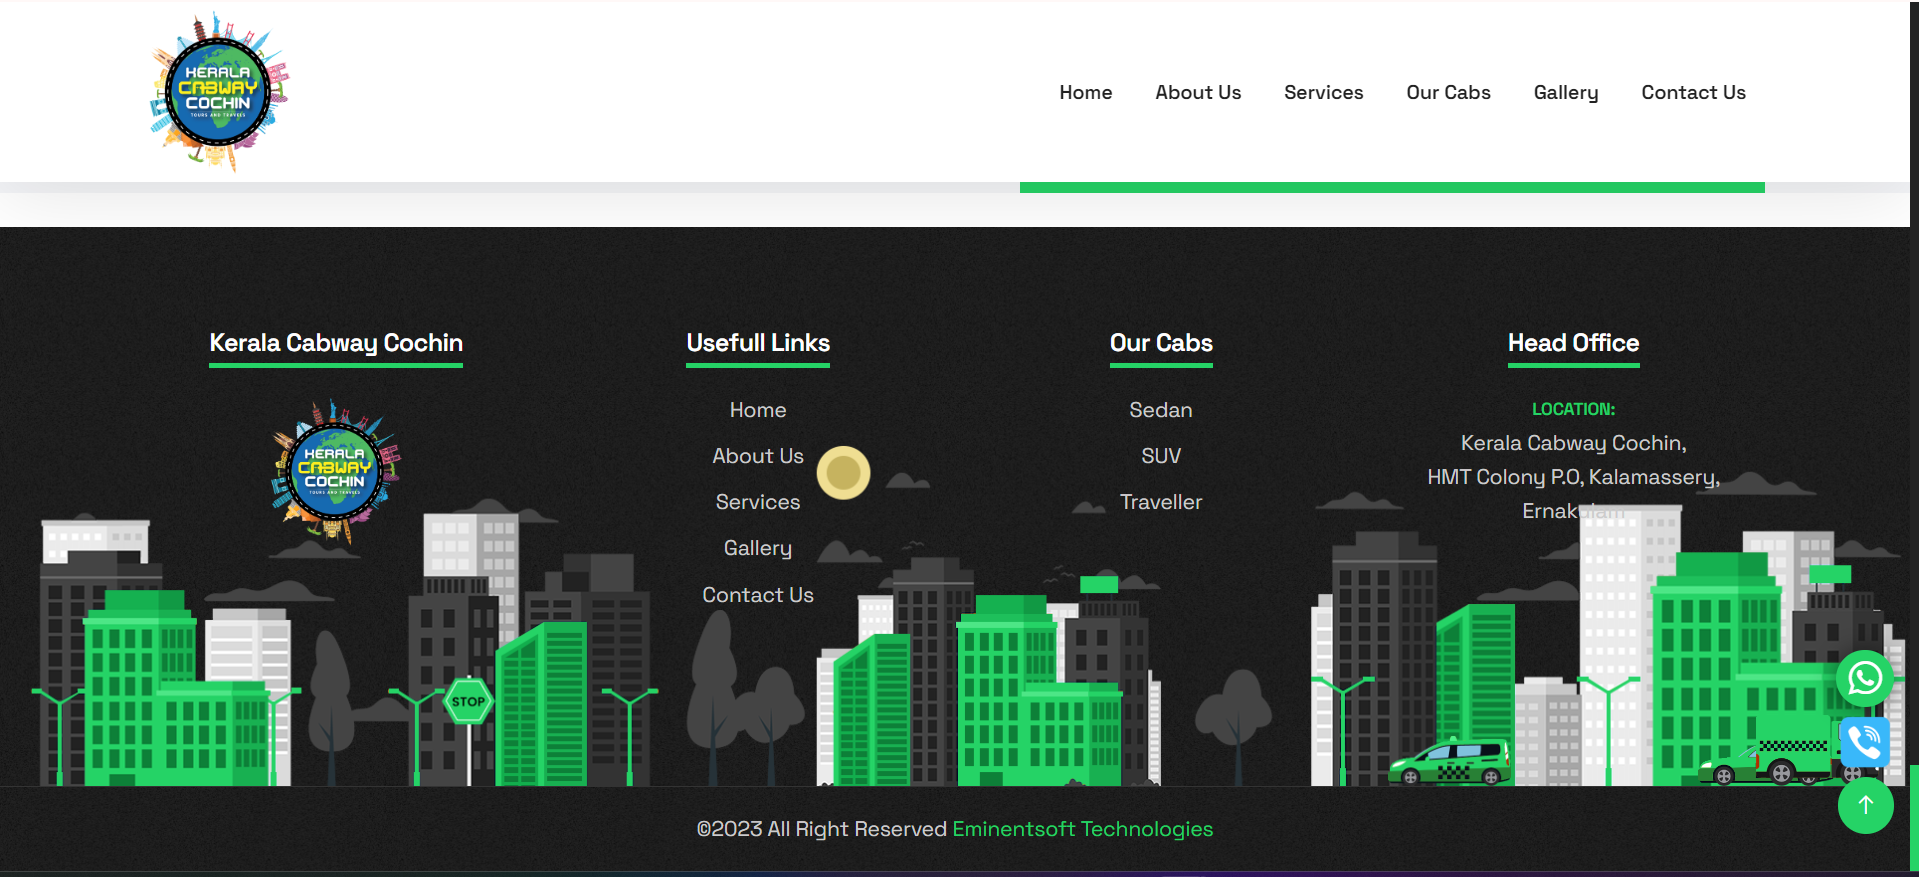 KERALA
CABWAY
COCHIN
TOURS AND TRAVELS
Home
About Us
Services
Our Cabs
Gallery
Contact Us
Kerala Cabway Cochin
KERALA
CABWAY
COCHIN
TOURS AND TRAVELS
Usefull Links
Home
About Us
Services
Gallery
Contact Us
Our Cabs
Sedan
SUV
Traveller
Head Office
LOCATION:
Kerala Cabway Cochin,
HMT Colony P.O, Kalamassery,
Ernakulam
STOP
©2023 All Right Reserved Eminentsoft Technologies